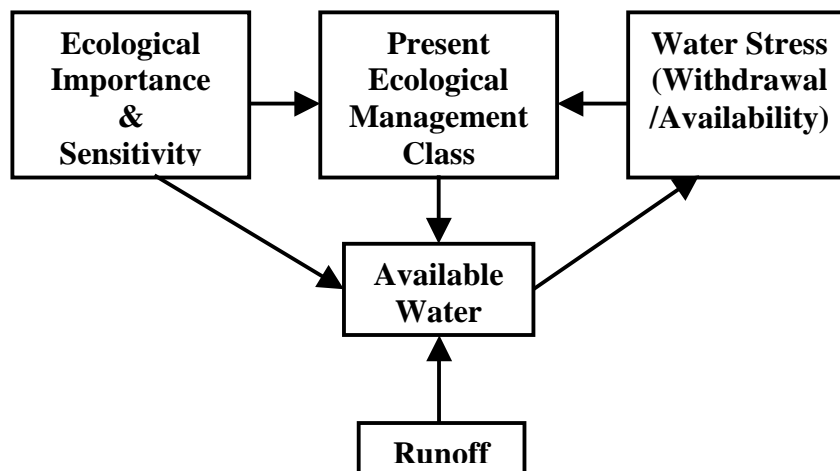 Ecological
Importance
&
Sensitivity
Present
Ecological
Management
Class
Water Stress
(Withdrawal
/Availability)
Available
Water
Runoff